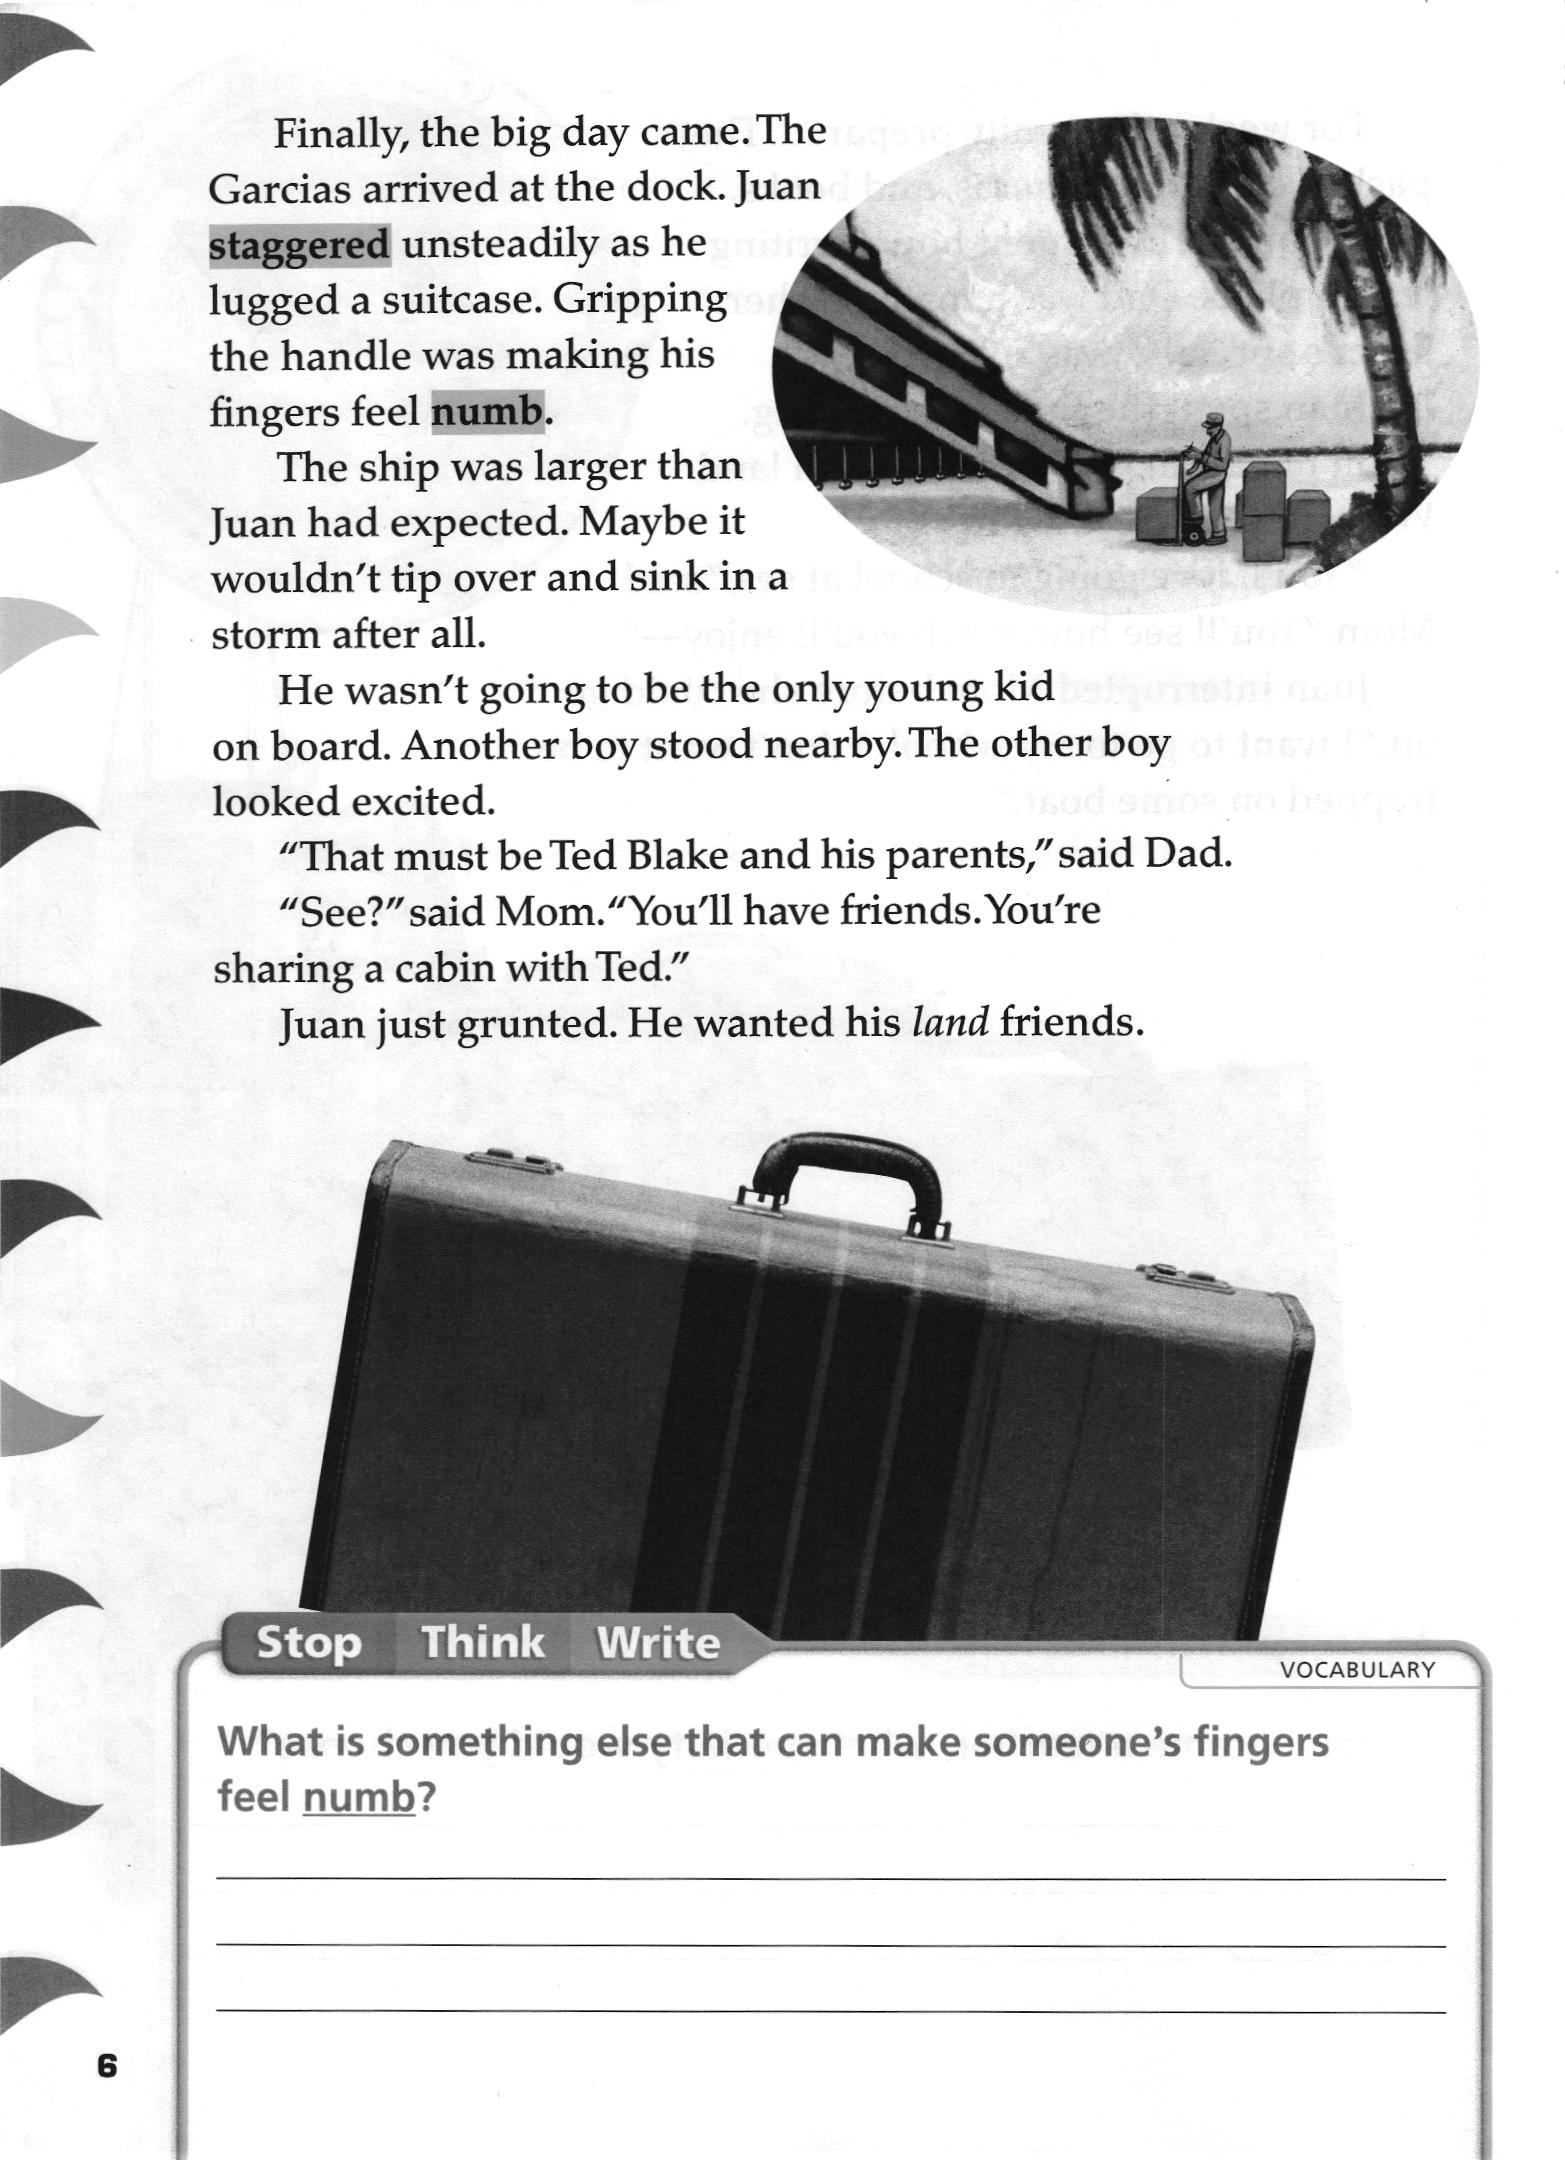 Finally, the big day came. The
Garcias arrived at the dock. Juan
staggered unsteadily as he
lugged a suitcase. Gripping
the handle was making his
fingers feel numb.
The ship was larger than
Juan had expected. Maybe it
wouldn't tip over and sink in a
storm after all.
He wasn't going to be the only young kid
on board. Another boy stood nearby. The other boy
looked excited.
“That must be Ted Blake and his parents,” said Dad.
“See?” said Mom. “You'll have friends. You're
sharing a cabin with Ted.”
Juan just grunted. He wanted his land friends.
Stop Think Write
VOCABULARY
What is something else that can make someone's fingers
feel numb?
6